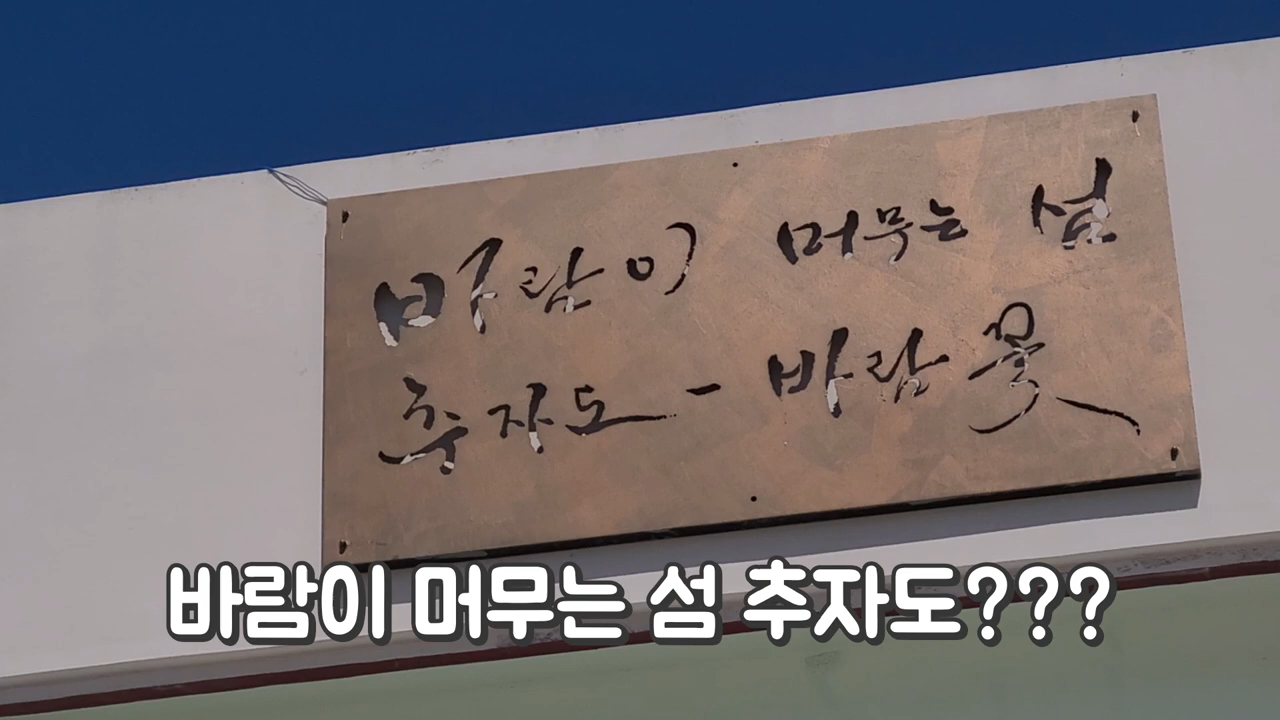 바람이 머무는 섬
추자도 - 바람꽃
바람이 머무는 섬 추자도???